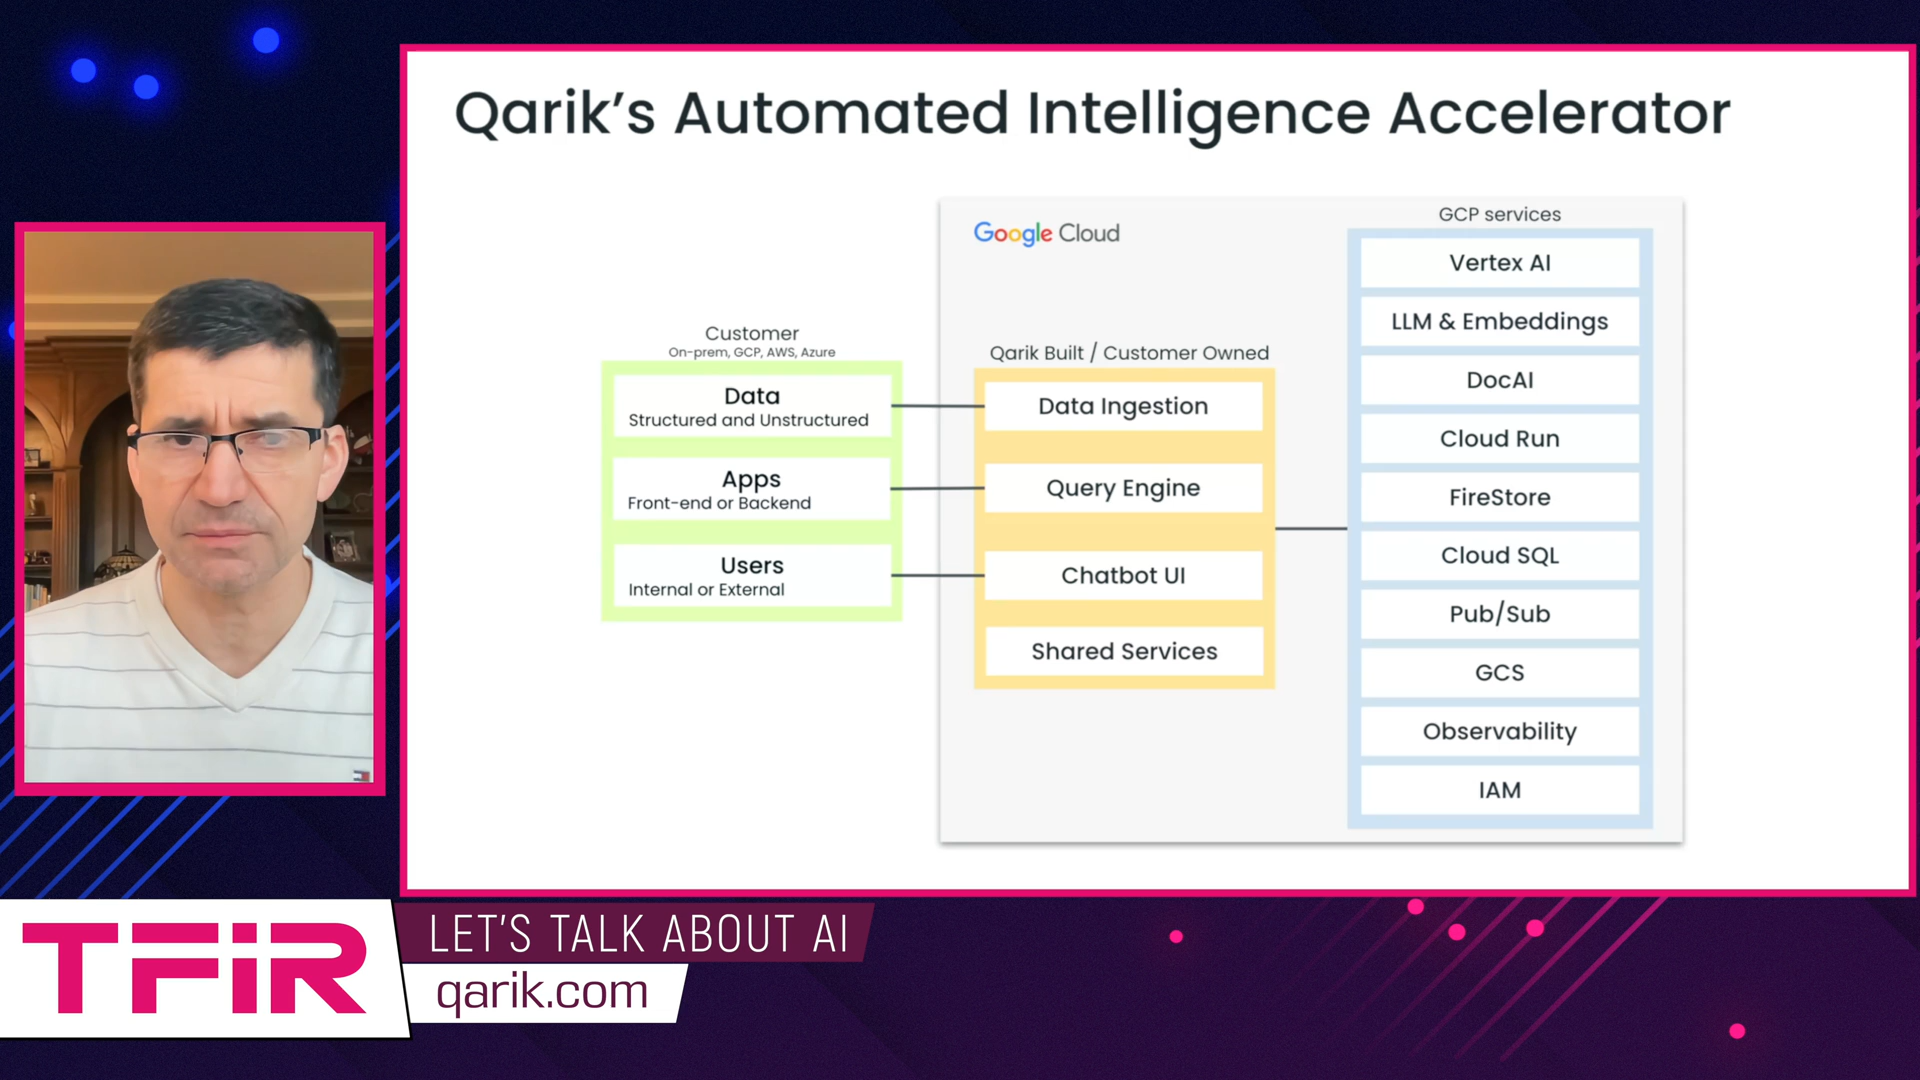 Qarik's Automated Intelligence Accelerator
Google Cloud
GCP services
Customer
On-prem, GCP, AWS, Azure
Data
Structured and Unstructured
Apps
Front-end or Backend
Users
Internal or External
Qarik Built / Customer Owned
Data Ingestion
Query Engine
Chatbot UI
Shared Services
Vertex AI
LLM & Embeddings
DocAI
Cloud Run
FireStore
Cloud SQL
Pub/Sub
GCS
Observability
IAM
TFiR
LET'S TALK ABOUT AI
qarik.com